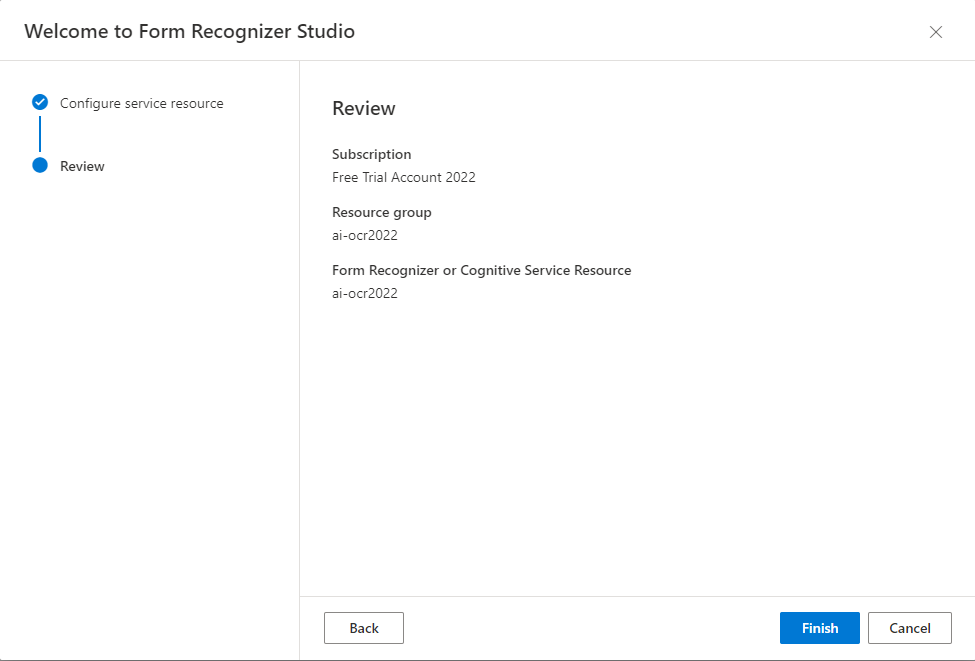 Welcome to Form Recognizer Studio
Configure service resource
Review
Review
Subscription
Free Trial Account 2022
Resource group
ai-ocr2022
Form Recognizer or Cognitive Service Resource
ai-ocr2022
Back
Finish
Cancel